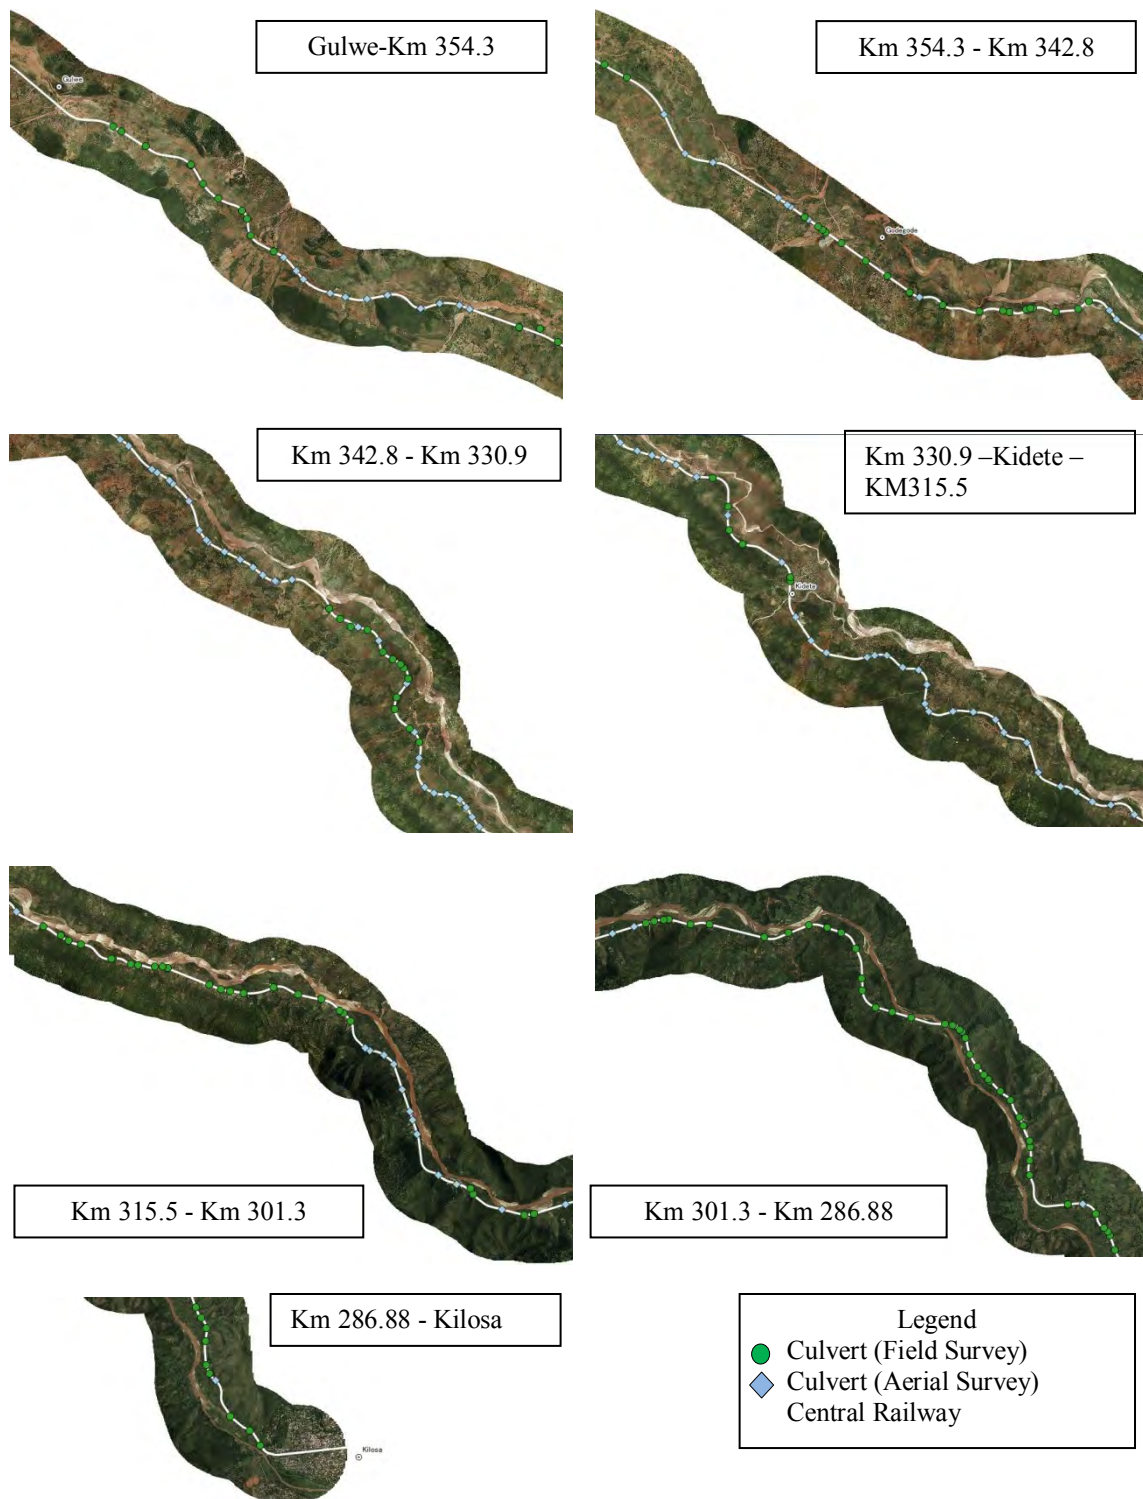 Gulwe-Km 354.3
Km 354.3 - Km 342.8
Gulwe
Godegode
Km 342.8 - Km 330.9
Km 330.9 –Kidete –
KM315.5
Kidete
Km 315.5 - Km 301.3
Km 301.3 - Km 286.88
Km 286.88 - Kilosa
Kilosa
Legend
Culvert (Field Survey)
Culvert (Aerial Survey)
Central Railway